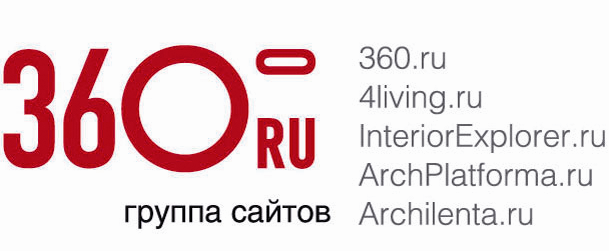 360° RU
группа сайтов
360.ru
4living.ru
InteriorExplorer.ru
ArchPlatforma.ru
Archilenta.ru